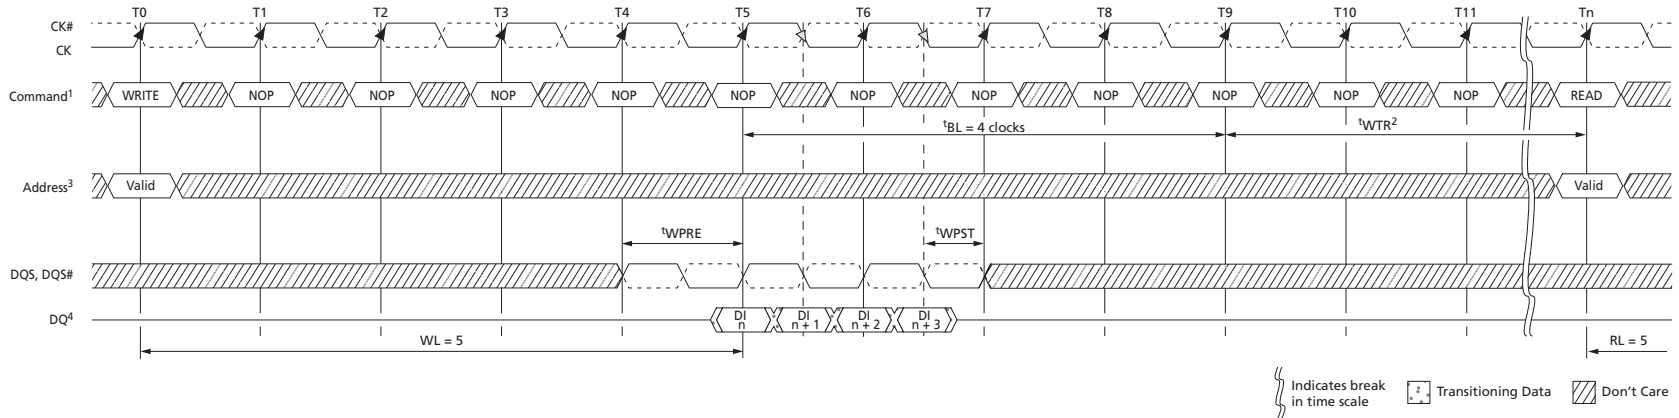 T0 T1 T2 T3 T4 T5 T6 T7 T8 T9 T10 T11 Tn
CK#
CK
Command1 WRITE NOP NOP NOP NOP NOP NOP NOP NOP NOP NOP NOP READ
tBL = 4 clocks tWTR2
Address3 Valid Valid
tWPRE tWPST
DQS, DQS#
DQ4 DI n DI n + 1 DI n + 2 DI n + 3
WL = 5 RL = 5
Indicates break in time scale
Transitioning Data
Don't Care